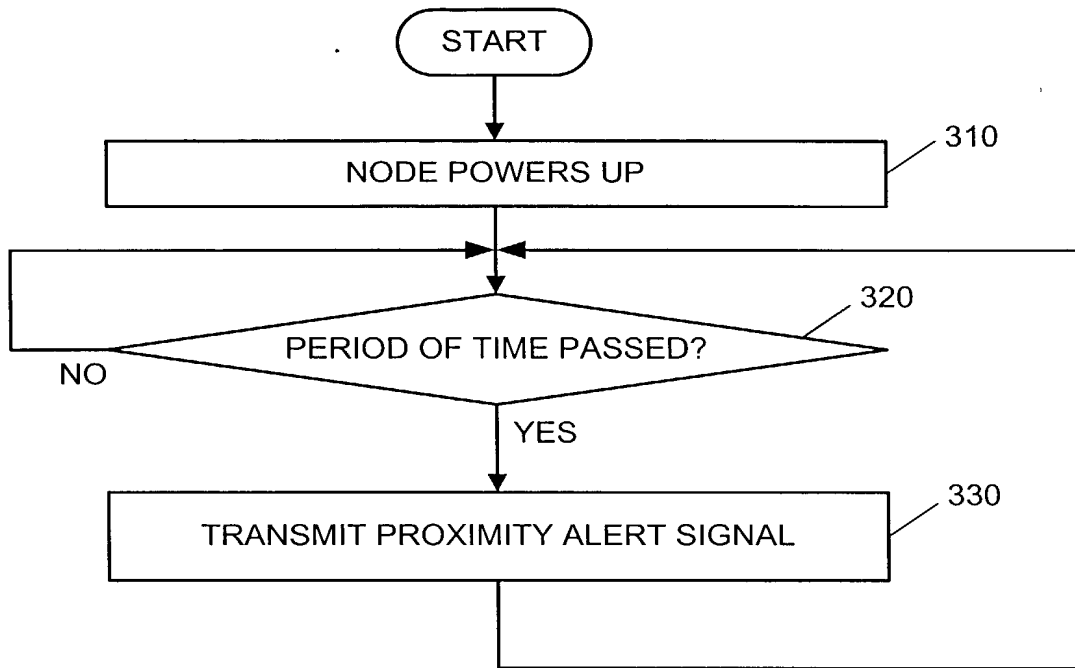 START
NODE POWERS UP
310
PERIOD OF TIME PASSED?
320
NO
YES
TRANSMIT PROXIMITY ALERT SIGNAL
330